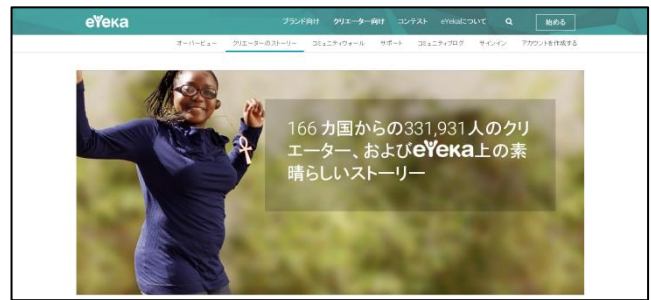 eYeka
ブランド向け クリエーター向け コンテスト eYekaについて 始める
オーバービュー クリエーターのストーリー コミュニティウォール サポート コミュニティブログ サインイン アカウントを作成する
166 カ国からの331,931人のクリ
エーター、およびeYeka上の素
晴らしいストーリー